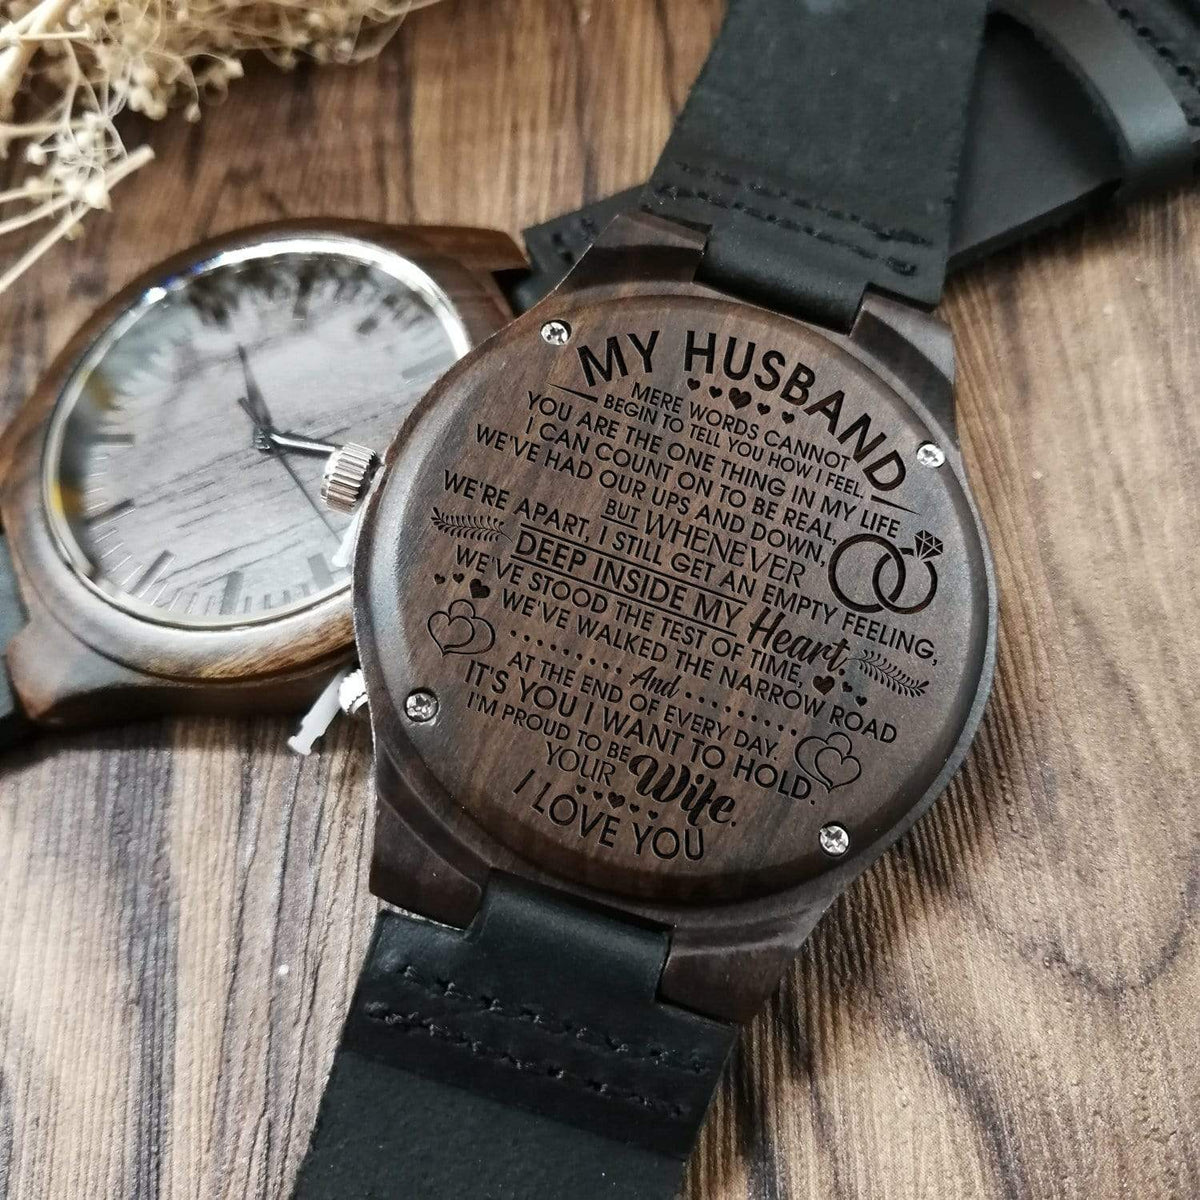 MY HUSBAND
MERE WORDS CANNOT
BEGIN TO TELL YOU HOW I FEEL.
YOU ARE THE ONE THING IN MY LIFE
I CAN COUNT ON TO BE REAL,
WE'VE HAD OUR UPS AND DOWN,
BUT WHENEVER
WE'RE APART, I STILL GET AN EMPTY FEELING,
DEEP INSIDE MY Heart.
WE'VE STOOD THE TEST OF TIME,
WE'VE WALKED THE NARROW ROAD
........ And ........
AT THE END OF EVERY DAY.
IT'S YOU I WANT TO HOLD.
I'M PROUD TO BE
YOUR Wife.
I LOVE YOU